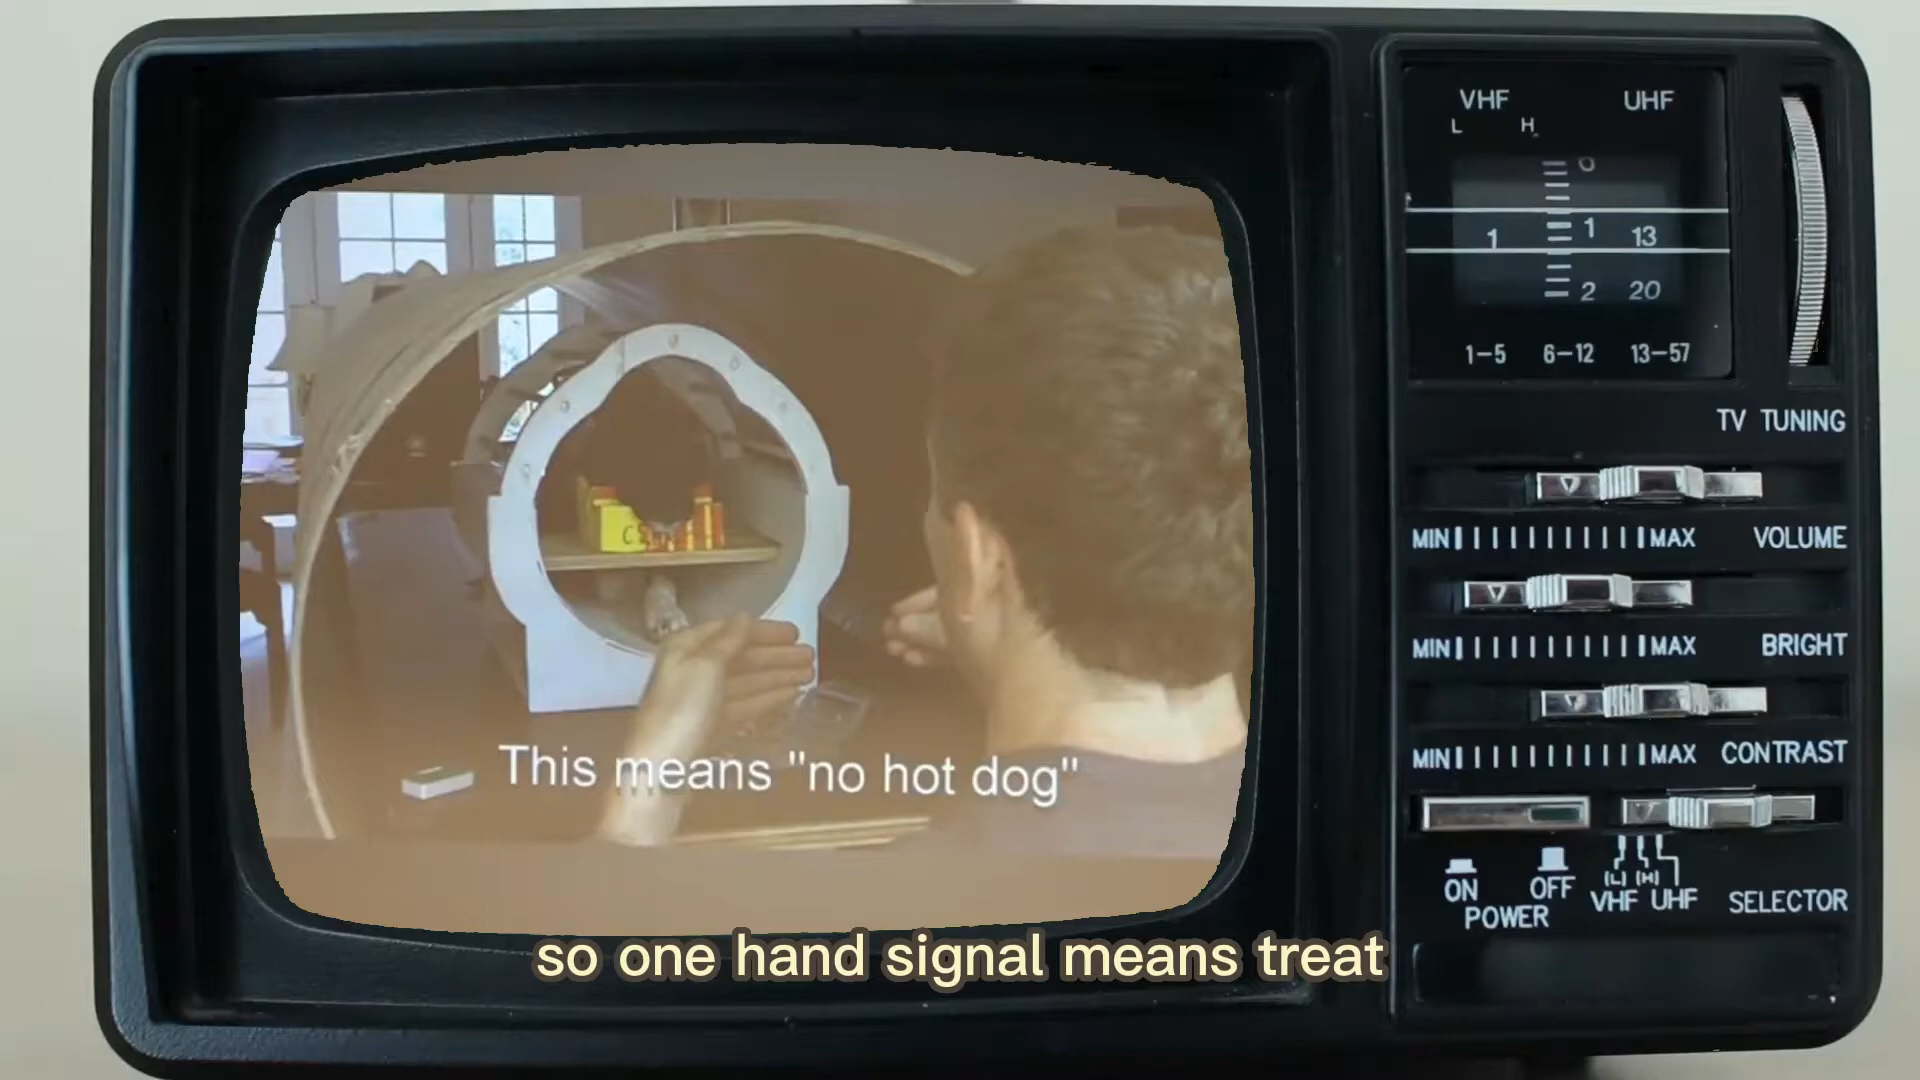 VHF UHF
L H
0
1 1 13
2 20
1-5 6-12 13-57
TV TUNING
MIN MAX VOLUME
MIN MAX BRIGHT
MIN MAX CONTRAST
ON OFF
POWER
(L) (H)
VHF UHF
SELECTOR
This means "no hot dog"
so one hand signal means treat